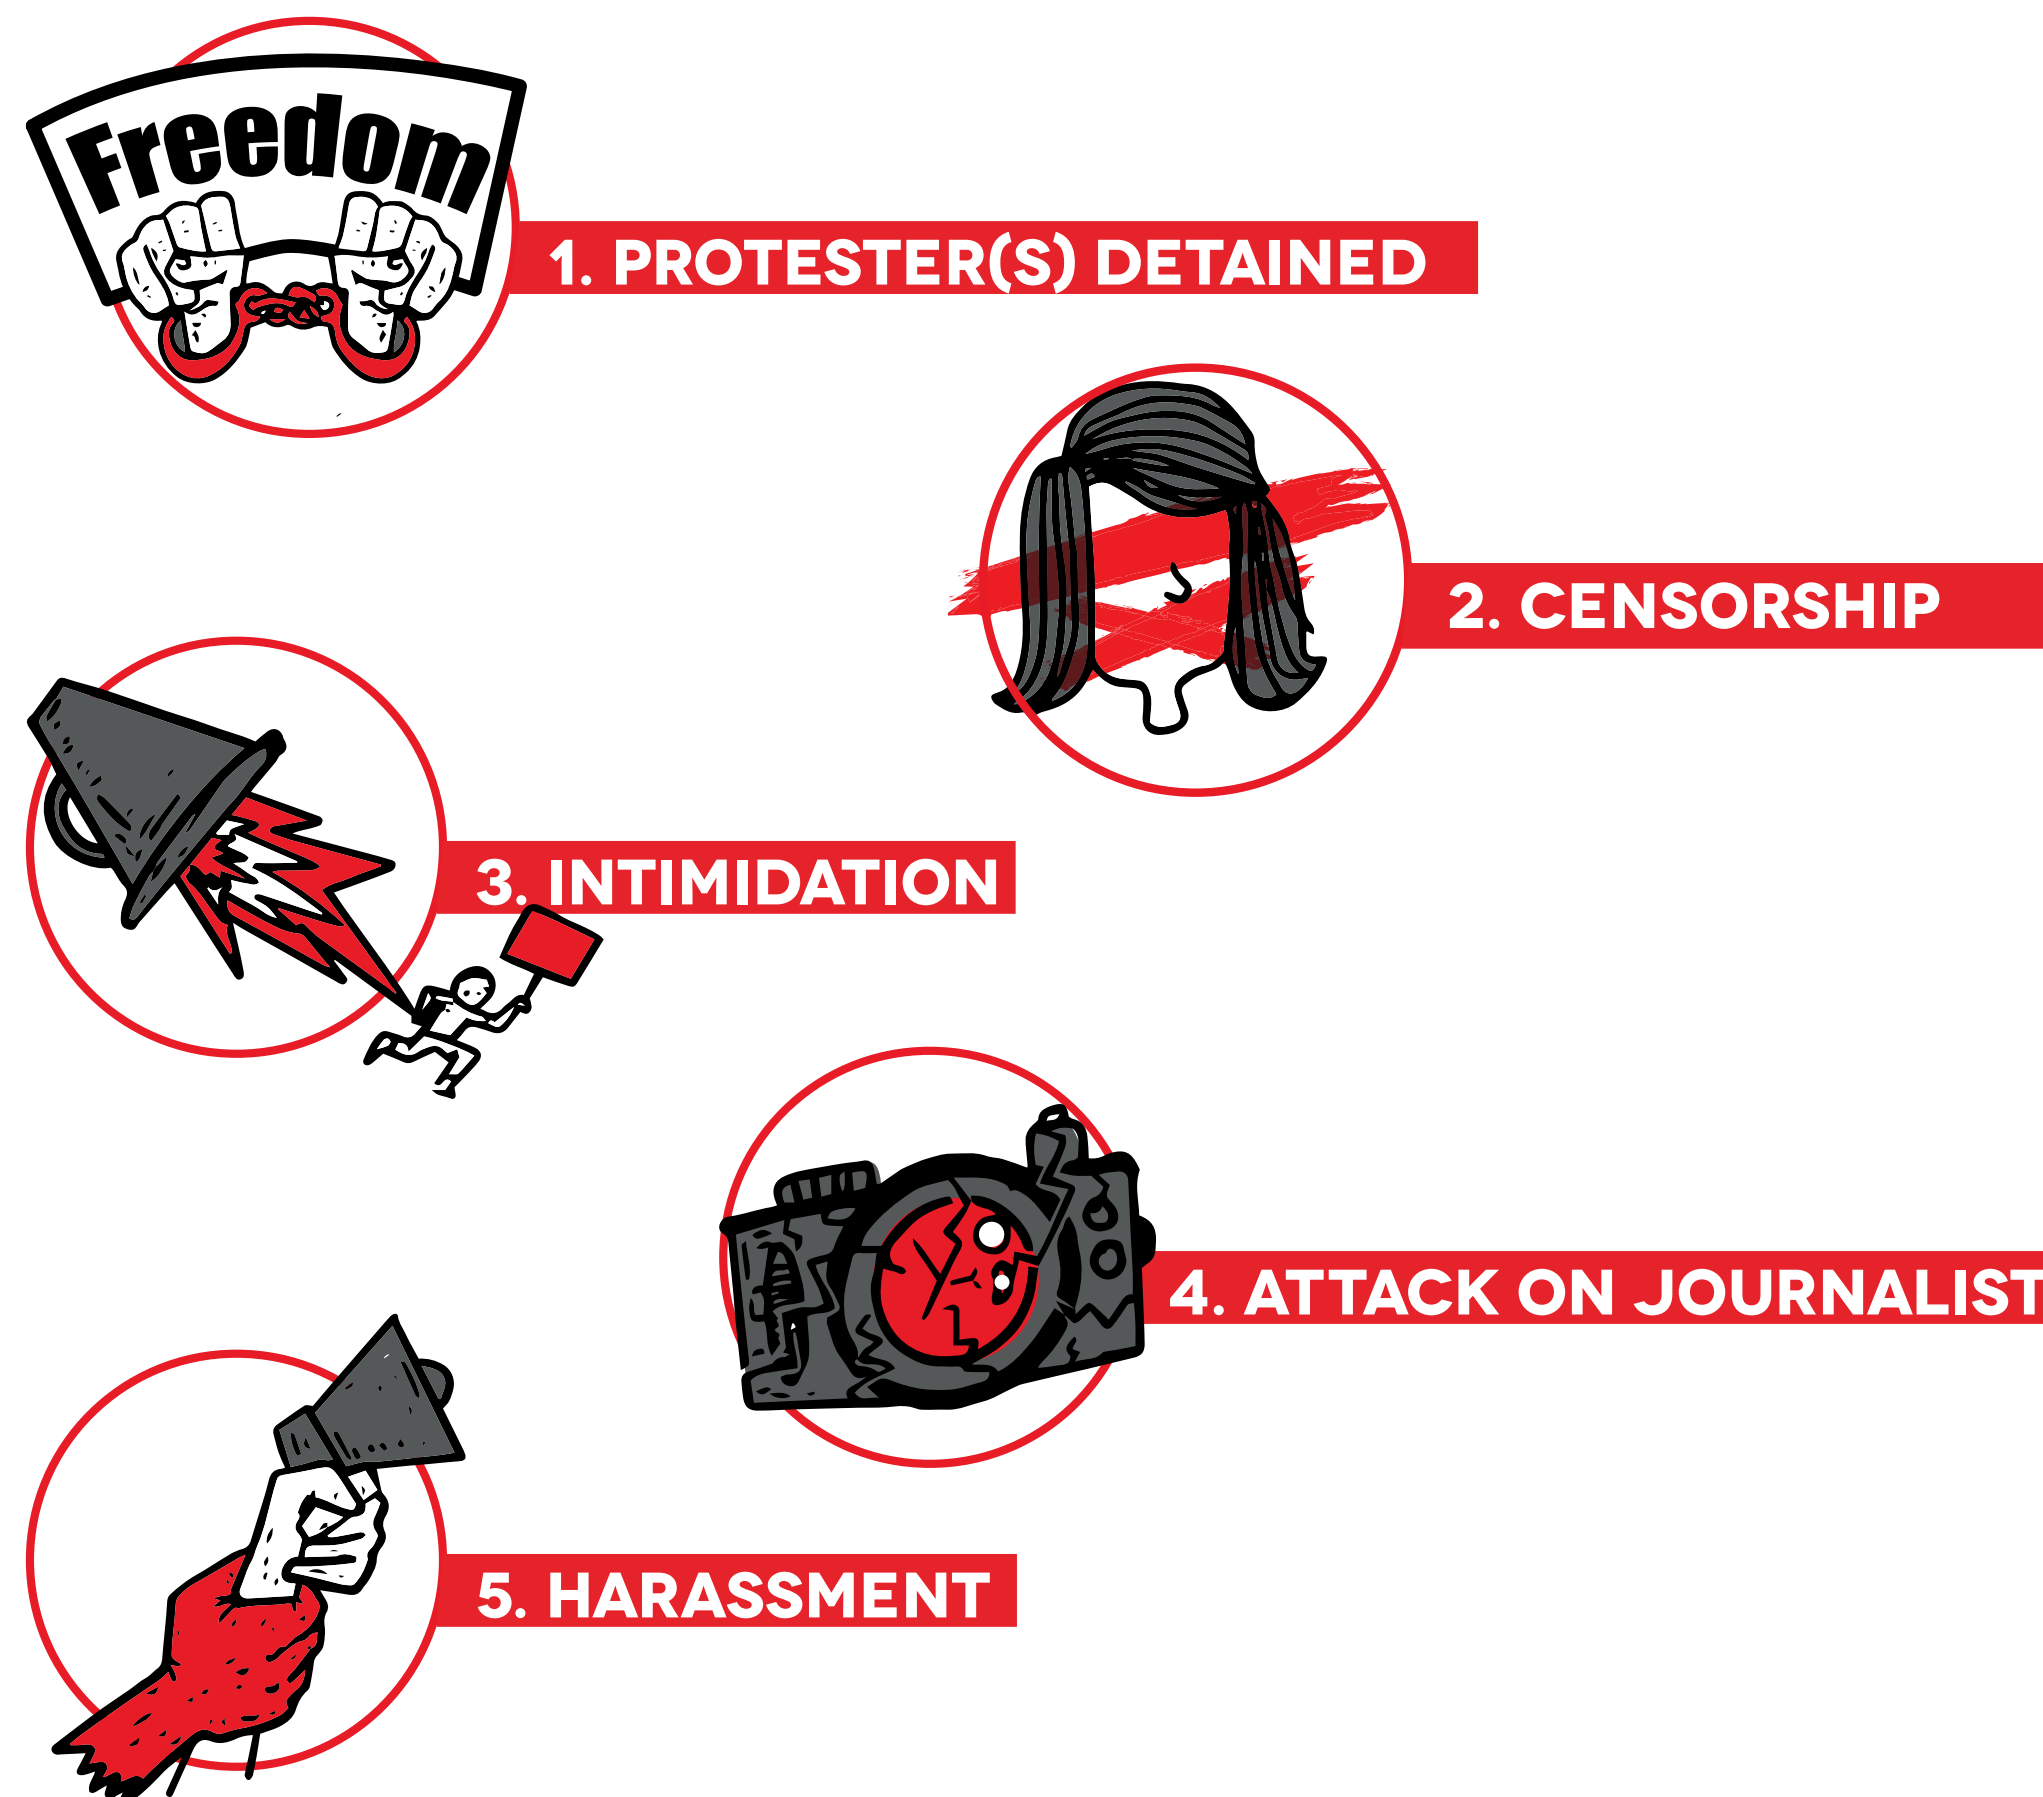 Freedom
1. PROTESTER(S) DETAINED
2. CENSORSHIP
3. INTIMIDATION
4. ATTACK ON JOURNALIST
5. HARASSMENT